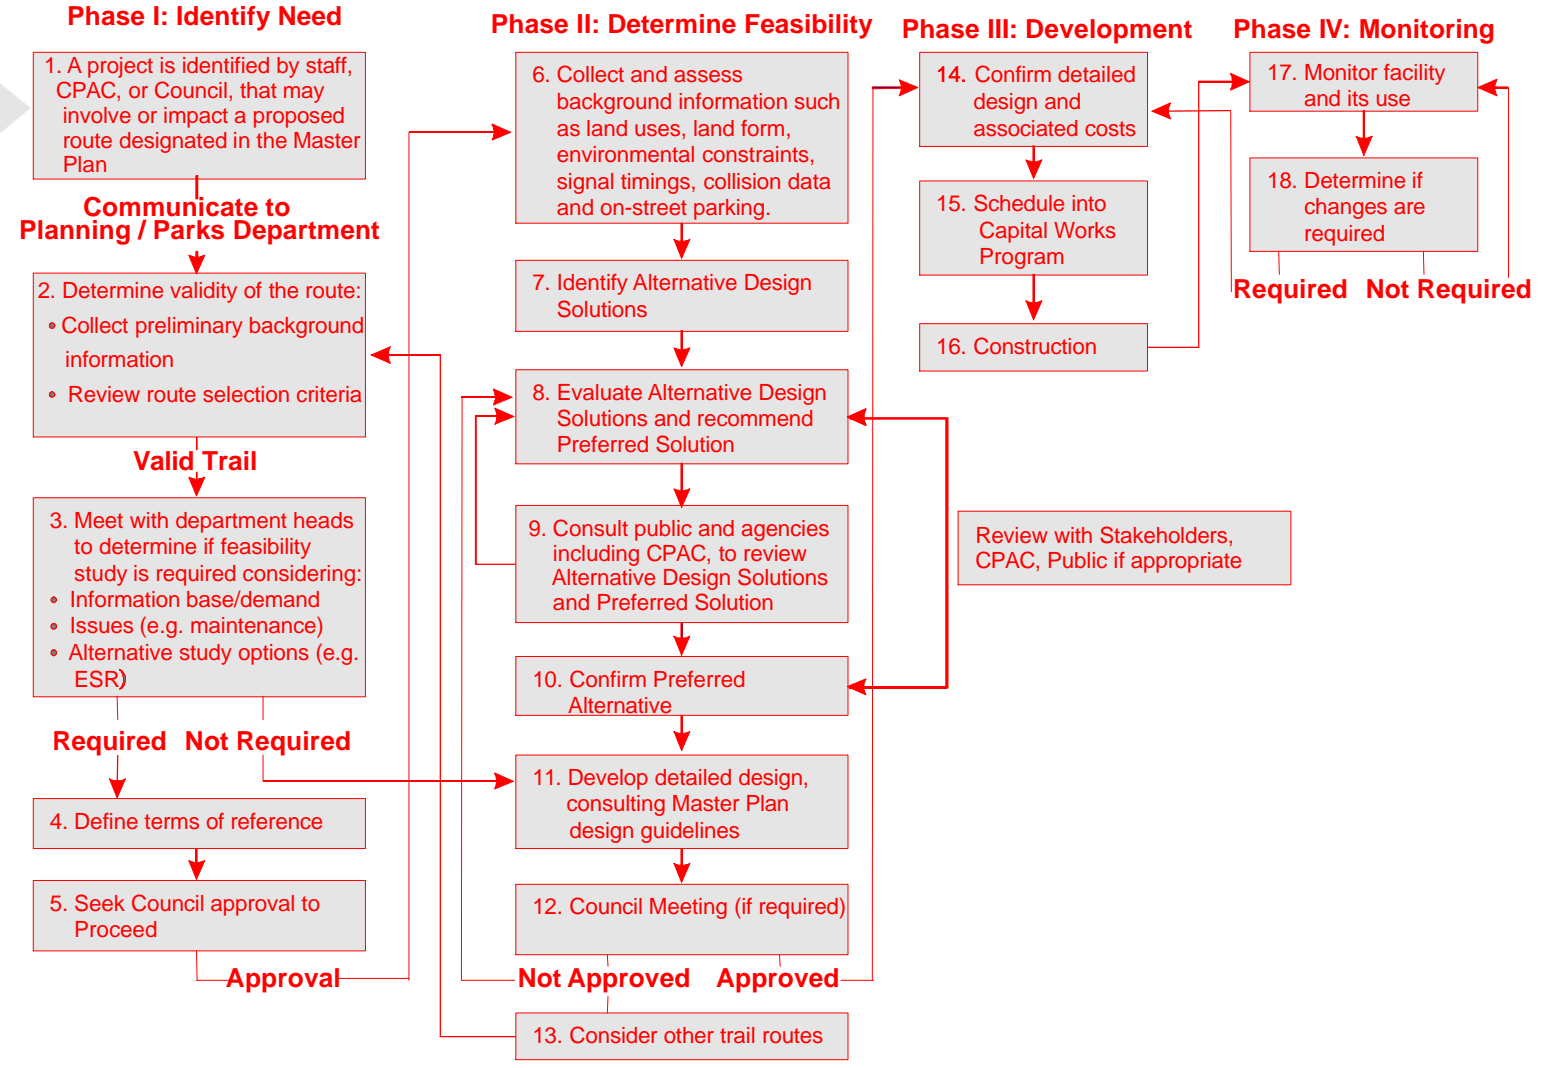 Phase I: Identify Need
1. A project is identified by staff,
CPAC, or Council, that may
involve or impact a proposed
route designated in the Master
Plan
Communicate to
Planning / Parks Department
2. Determine validity of the route:
• Collect preliminary background
information
• Review route selection criteria
Valid Trail
3. Meet with department heads
to determine if feasibility
study is required considering:
• Information base/demand
• Issues (e.g. maintenance)
• Alternative study options (e.g.
ESR)
Required
Not Required
4. Define terms of reference
5. Seek Council approval to
Proceed
Approval
Phase II: Determine Feasibility
6. Collect and assess
background information such
as land uses, land form,
environmental constraints,
signal timings, collision data
and on-street parking.
7. Identify Alternative Design
Solutions
8. Evaluate Alternative Design
Solutions and recommend
Preferred Solution
9. Consult public and agencies
including CPAC, to review
Alternative Design Solutions
and Preferred Solution
10. Confirm Preferred
Alternative
11. Develop detailed design,
consulting Master Plan
design guidelines
12. Council Meeting (if required)
Not Approved
Approved
13. Consider other trail routes
Review with Stakeholders,
CPAC, Public if appropriate
Phase III: Development
14. Confirm detailed
design and
associated costs
15. Schedule into
Capital Works
Program
16. Construction
Phase IV: Monitoring
17. Monitor facility
and its use
18. Determine if
changes are
required
Required
Not Required